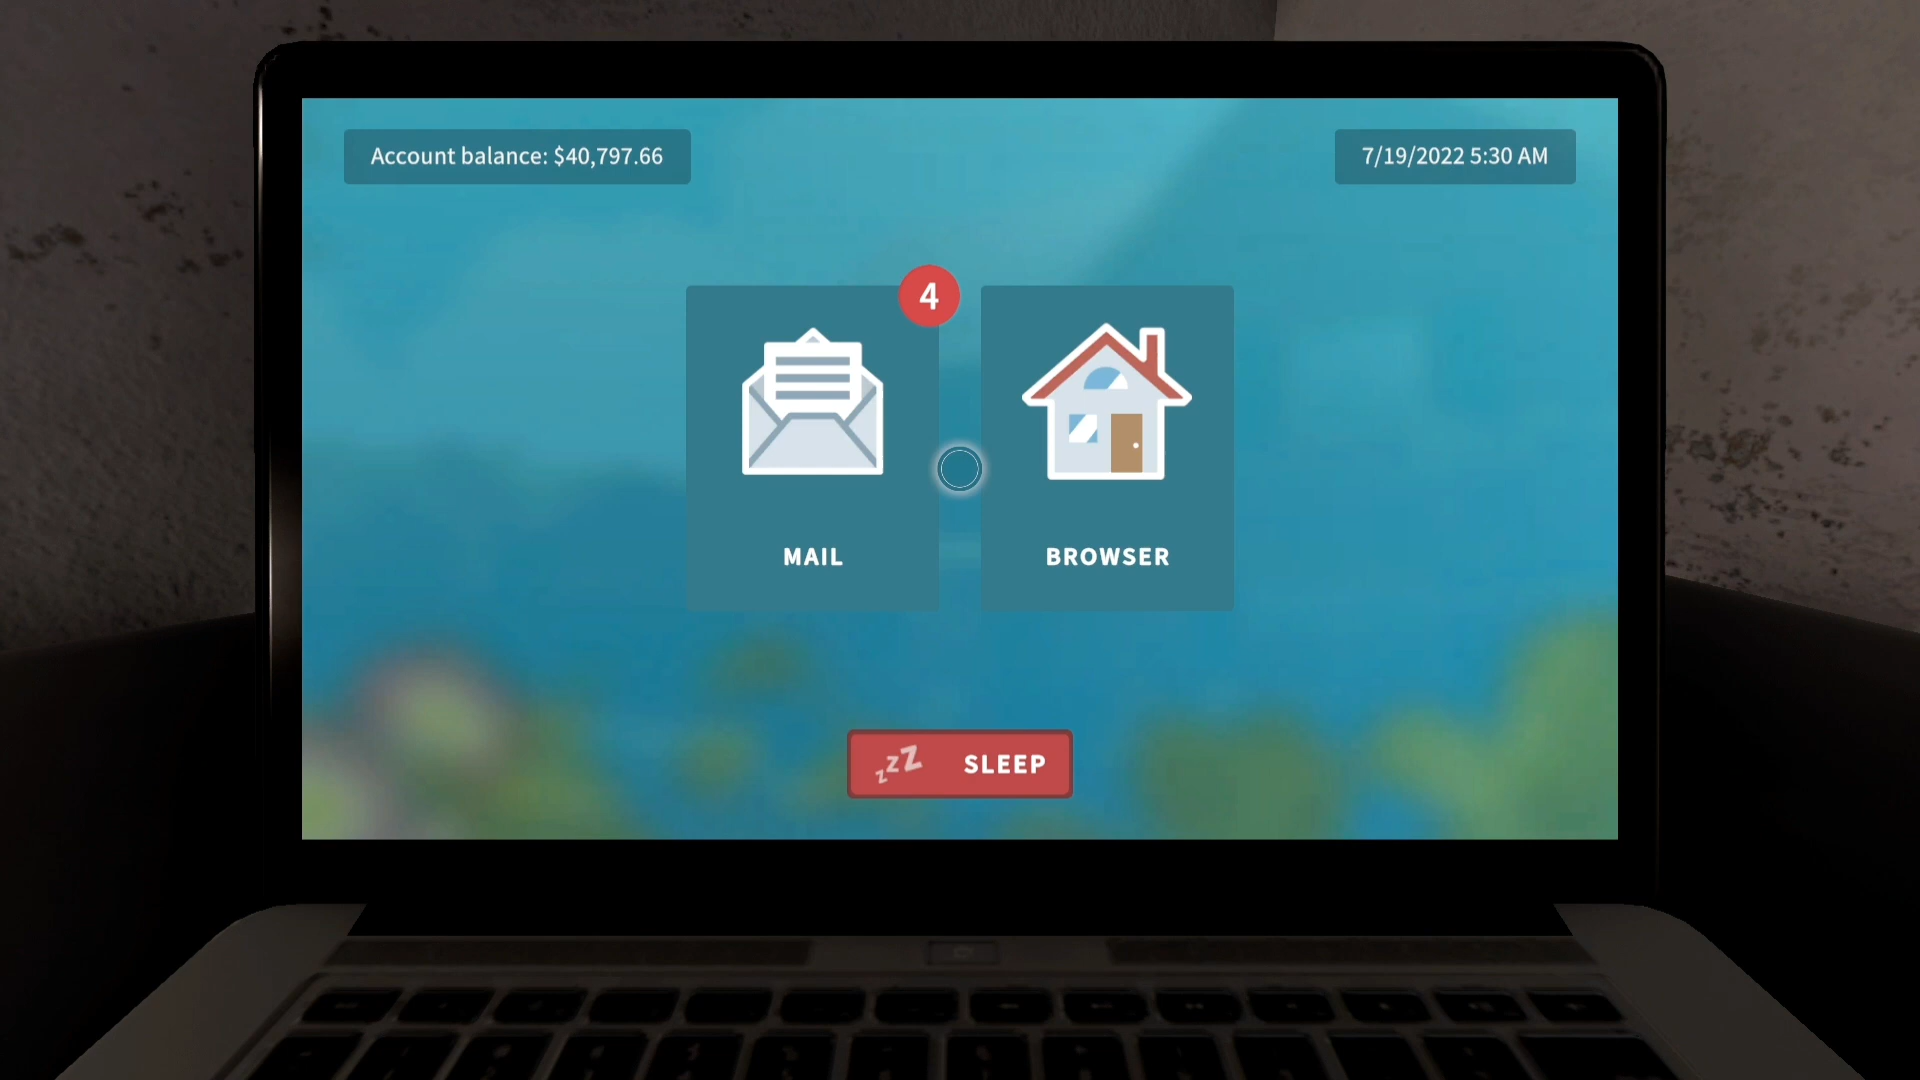 Account balance: $40,797.66
7/19/2022 5:30 AM
4
MAIL
BROWSER
zzZ SLEEP